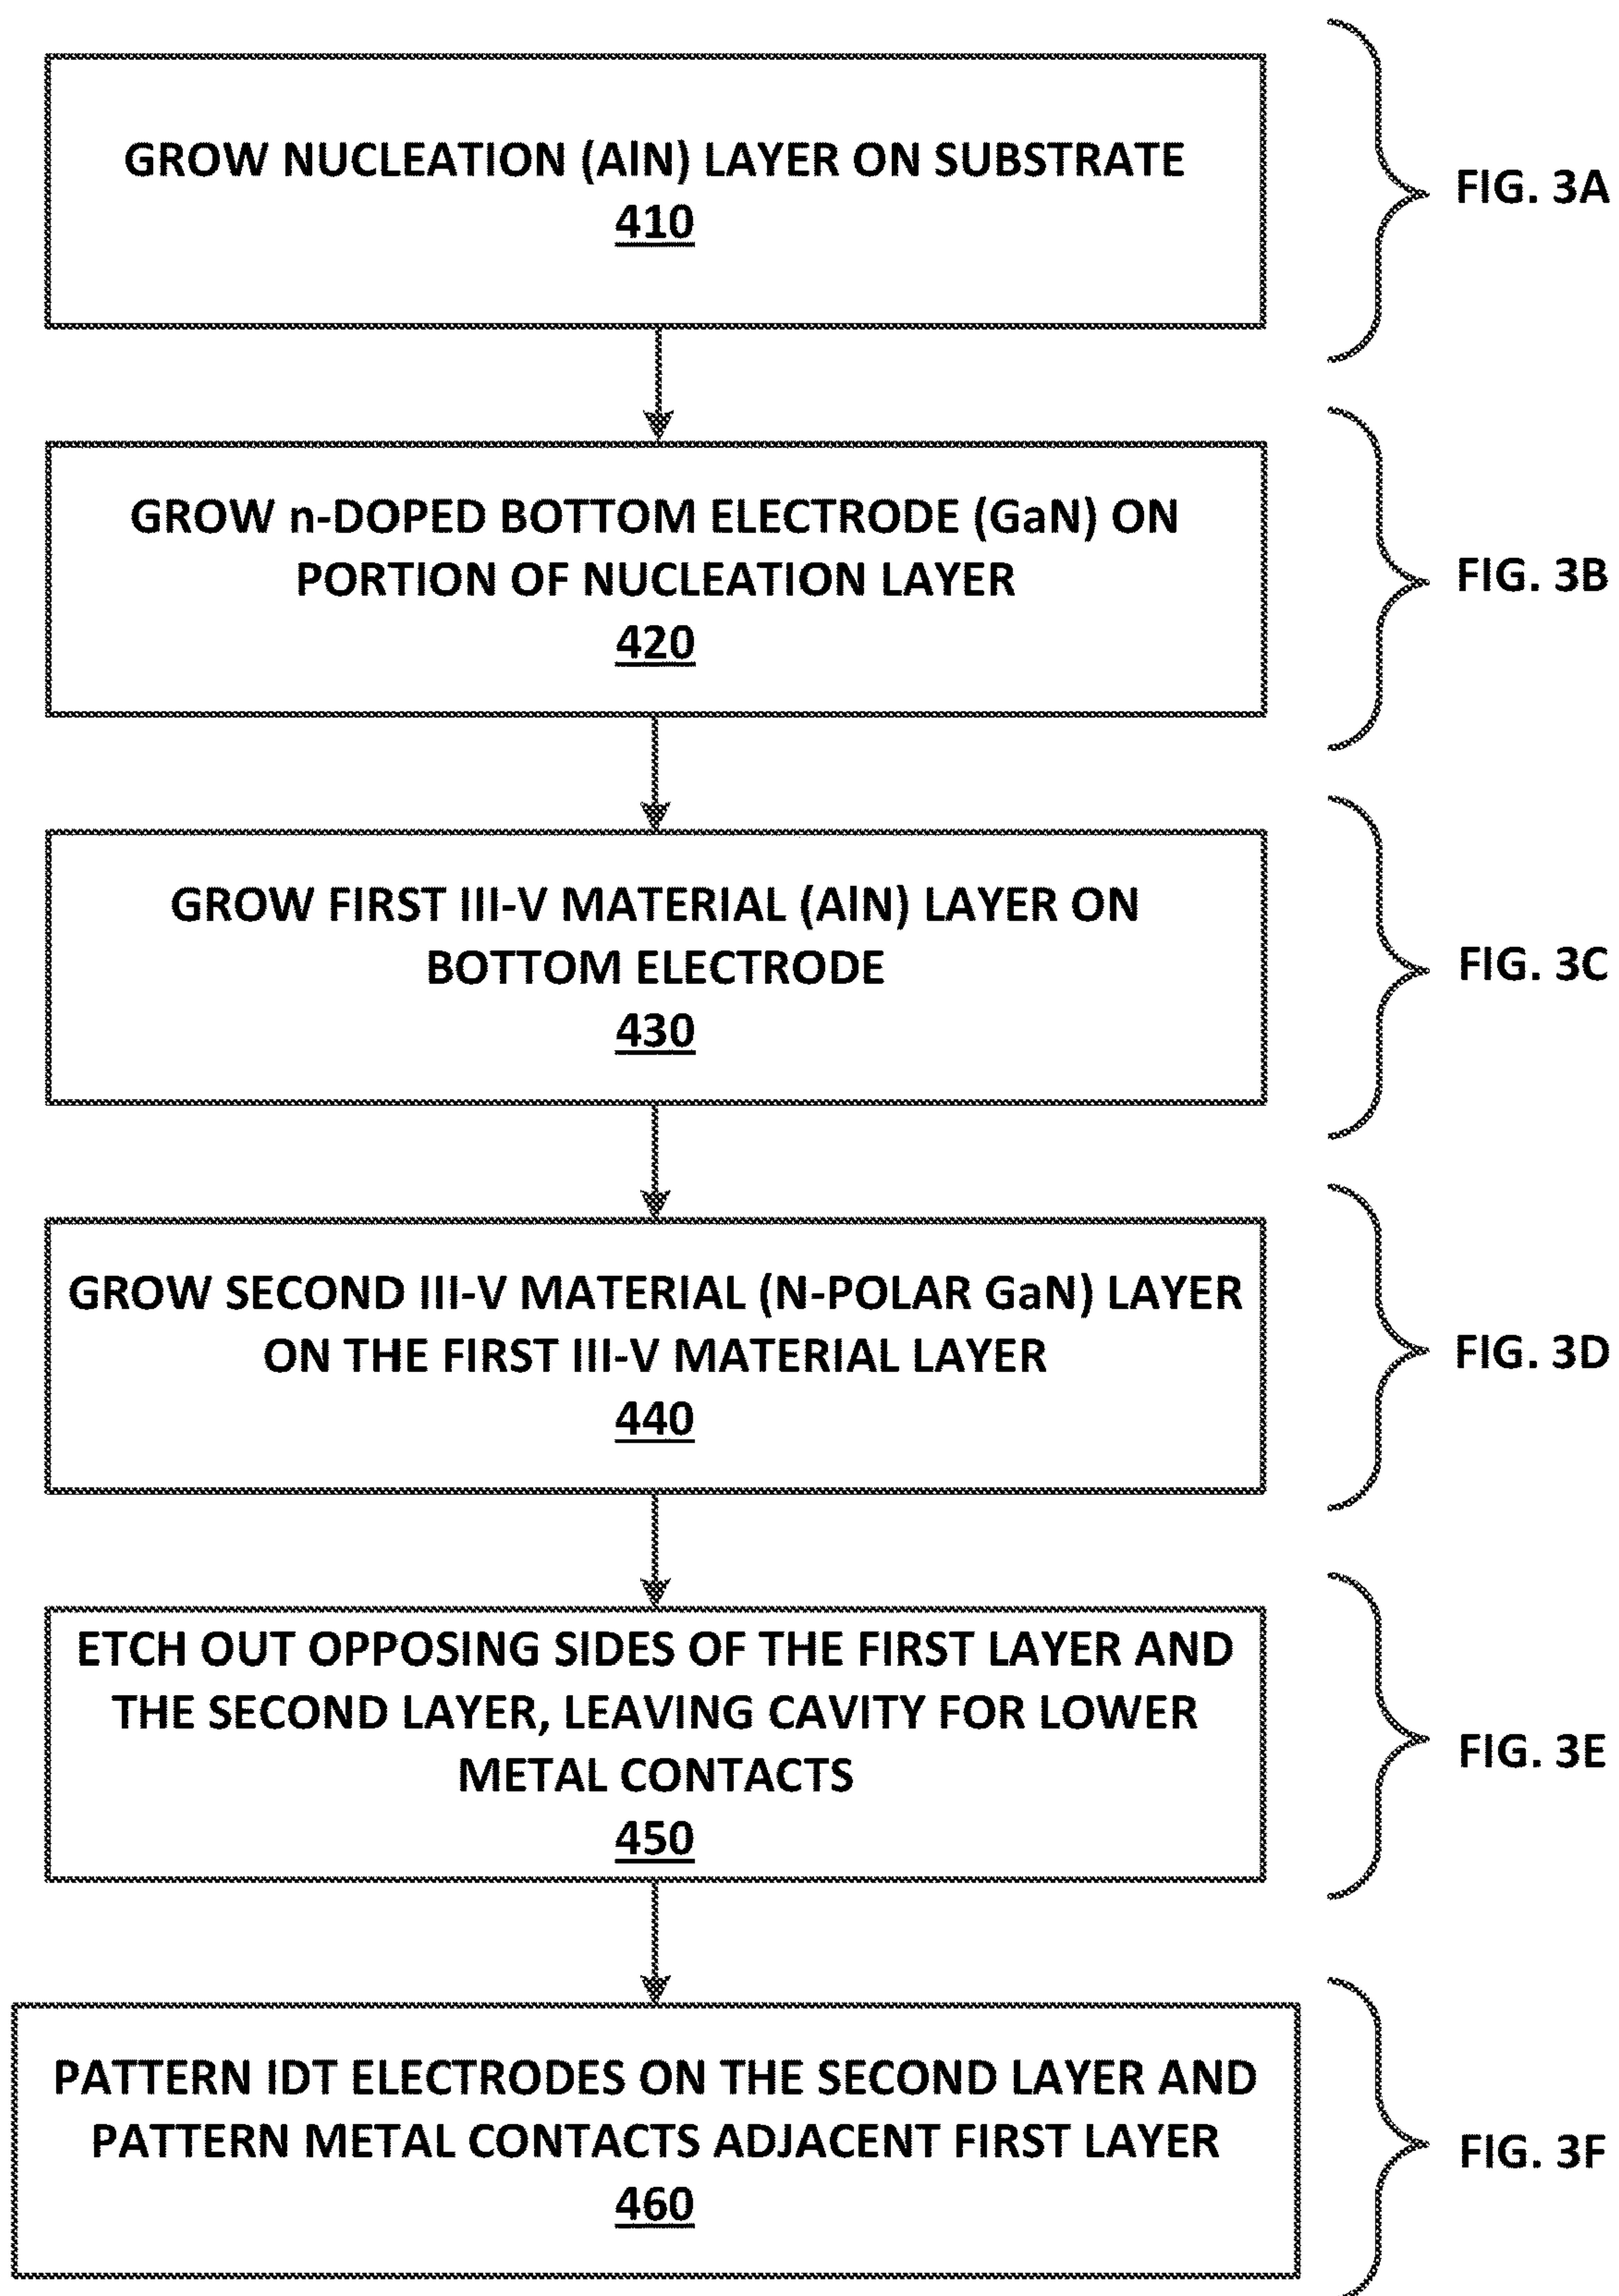 GROW NUCLEATION (AlN) LAYER ON SUBSTRATE
410
FIG. 3A
GROW n-DOPED BOTTOM ELECTRODE (GaN) ON
PORTION OF NUCLEATION LAYER
420
FIG. 3B
GROW FIRST III-V MATERIAL (AlN) LAYER ON
BOTTOM ELECTRODE
430
FIG. 3C
GROW SECOND III-V MATERIAL (N-POLAR GaN) LAYER
ON THE FIRST III-V MATERIAL LAYER
440
FIG. 3D
ETCH OUT OPPOSING SIDES OF THE FIRST LAYER AND
THE SECOND LAYER, LEAVING CAVITY FOR LOWER
METAL CONTACTS
450
FIG. 3E
PATTERN IDT ELECTRODES ON THE SECOND LAYER AND
PATTERN METAL CONTACTS ADJACENT FIRST LAYER
460
FIG. 3F